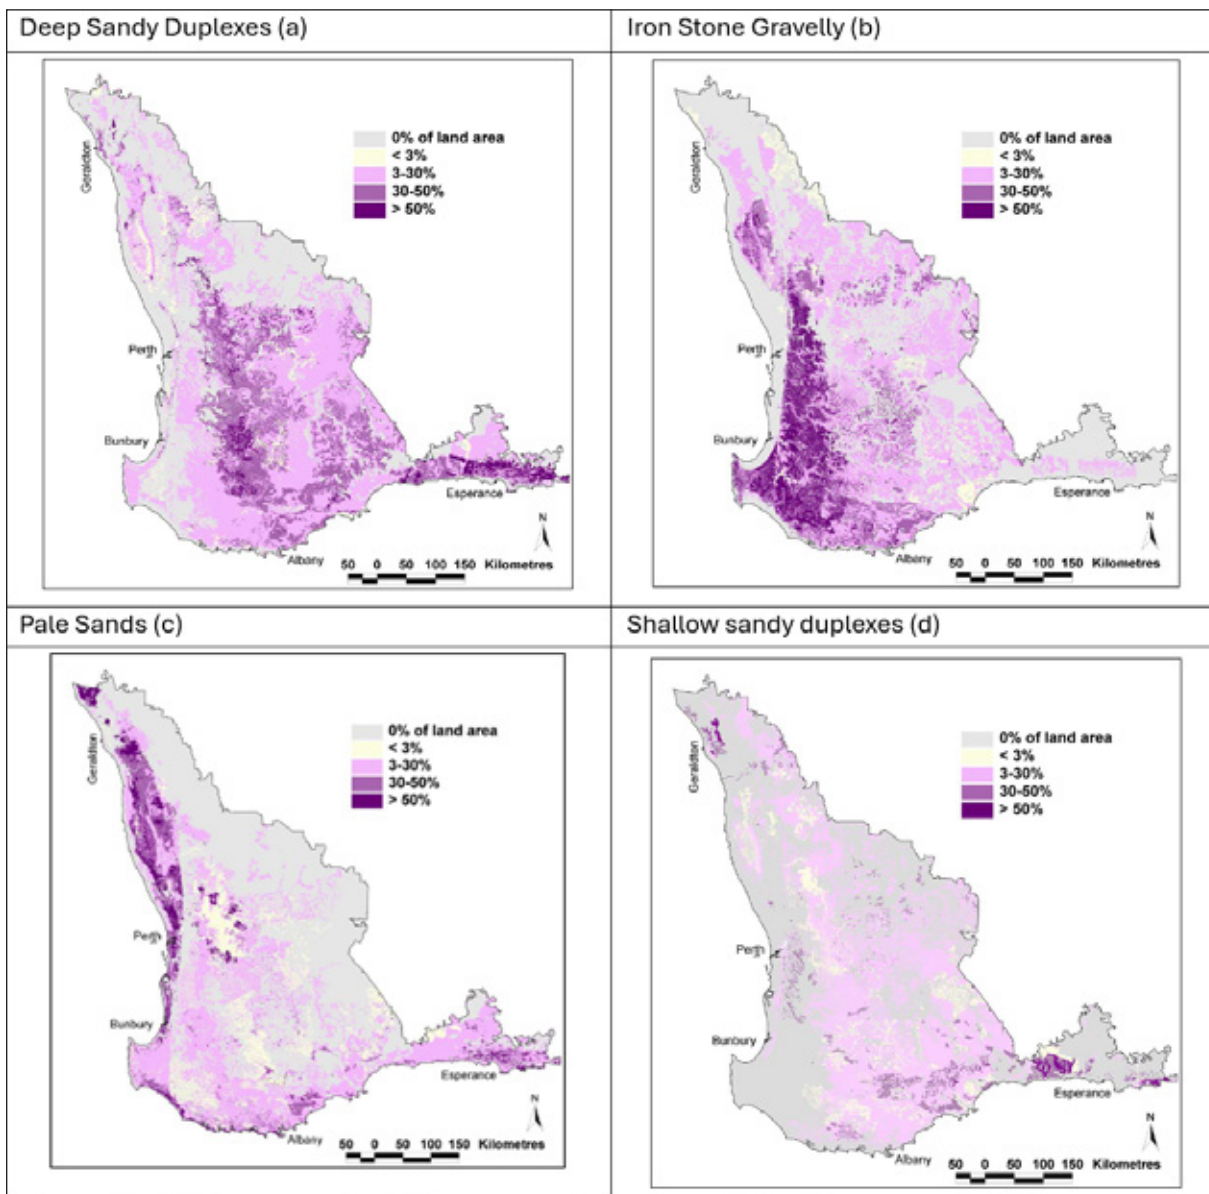 Deep Sandy Duplexes (a)
Iron Stone Gravelly (b)
0% of land area
< 3%
3-30%
30-50%
> 50%
Geraldton
Perth
Bunbury
Esperance
Albany
N
50 0 50 100 150 Kilometres
0% of land area
< 3%
3-30%
30-50%
> 50%
Geraldton
Perth
Bunbury
Esperance
Albany
N
50 0 50 100 150 Kilometres
Pale Sands (c)
Shallow sandy duplexes (d)
0% of land area
< 3%
3-30%
30-50%
> 50%
Geraldton
Perth
Bunbury
Esperance
Albany
N
50 0 50 100 150 Kilometres
0% of land area
< 3%
3-30%
30-50%
> 50%
Geraldton
Perth
Bunbury
Esperance
Albany
N
50 0 50 100 150 Kilometres